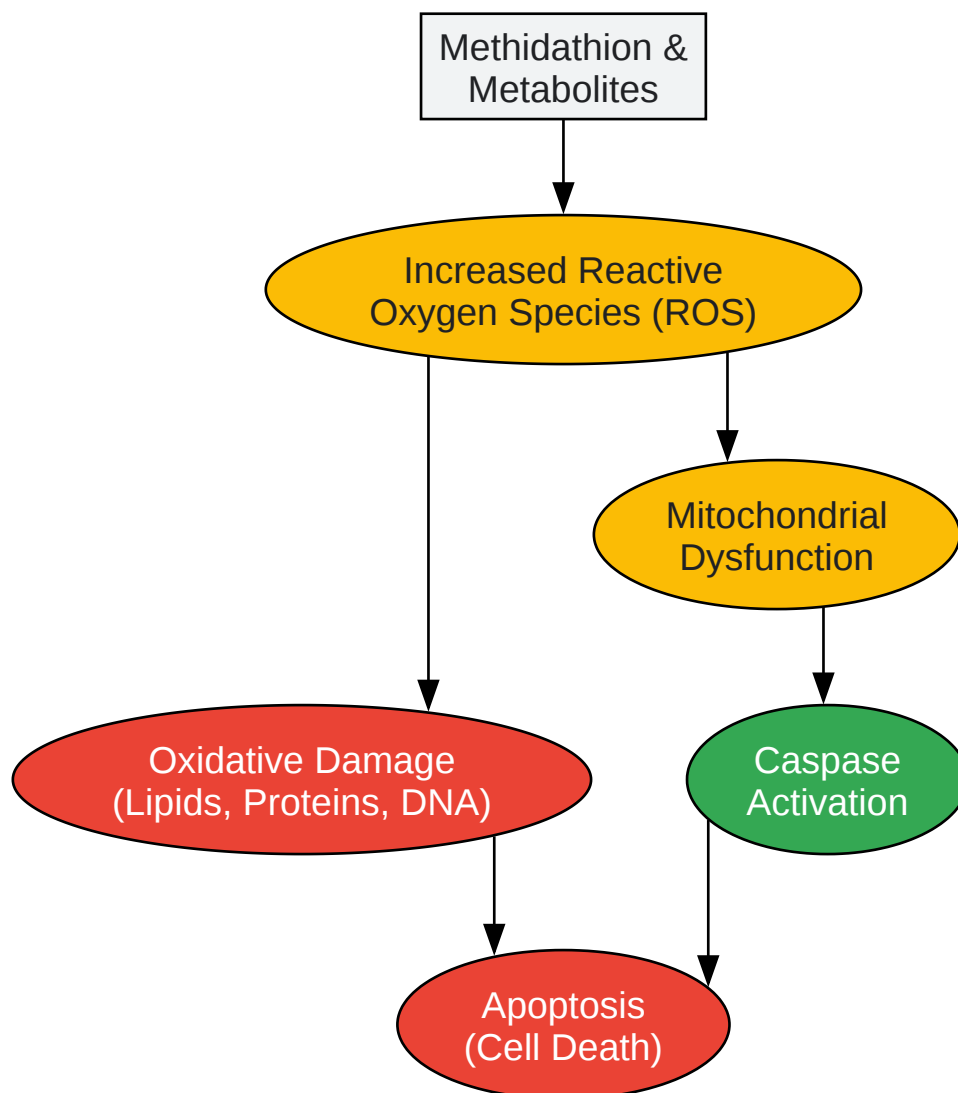 Methidathion &
Metabolites
Increased Reactive
Oxygen Species (ROS)
Mitochondrial
Dysfunction
Oxidative Damage
(Lipids, Proteins, DNA)
Caspase
Activation
Apoptosis
(Cell Death)